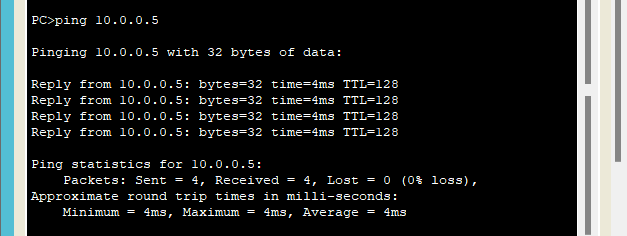 PC>ping 10.0.0.5
Pinging 10.0.0.5 with 32 bytes of data:
Reply from 10.0.0.5: bytes=32 time=4ms TTL=128
Reply from 10.0.0.5: bytes=32 time=4ms TTL=128
Reply from 10.0.0.5: bytes=32 time=4ms TTL=128
Reply from 10.0.0.5: bytes=32 time=4ms TTL=128
Ping statistics for 10.0.0.5:
Packets: Sent = 4, Received = 4, Lost = 0 (0% loss),
Approximate round trip times in milli-seconds:
Minimum = 4ms, Maximum = 4ms, Average = 4ms